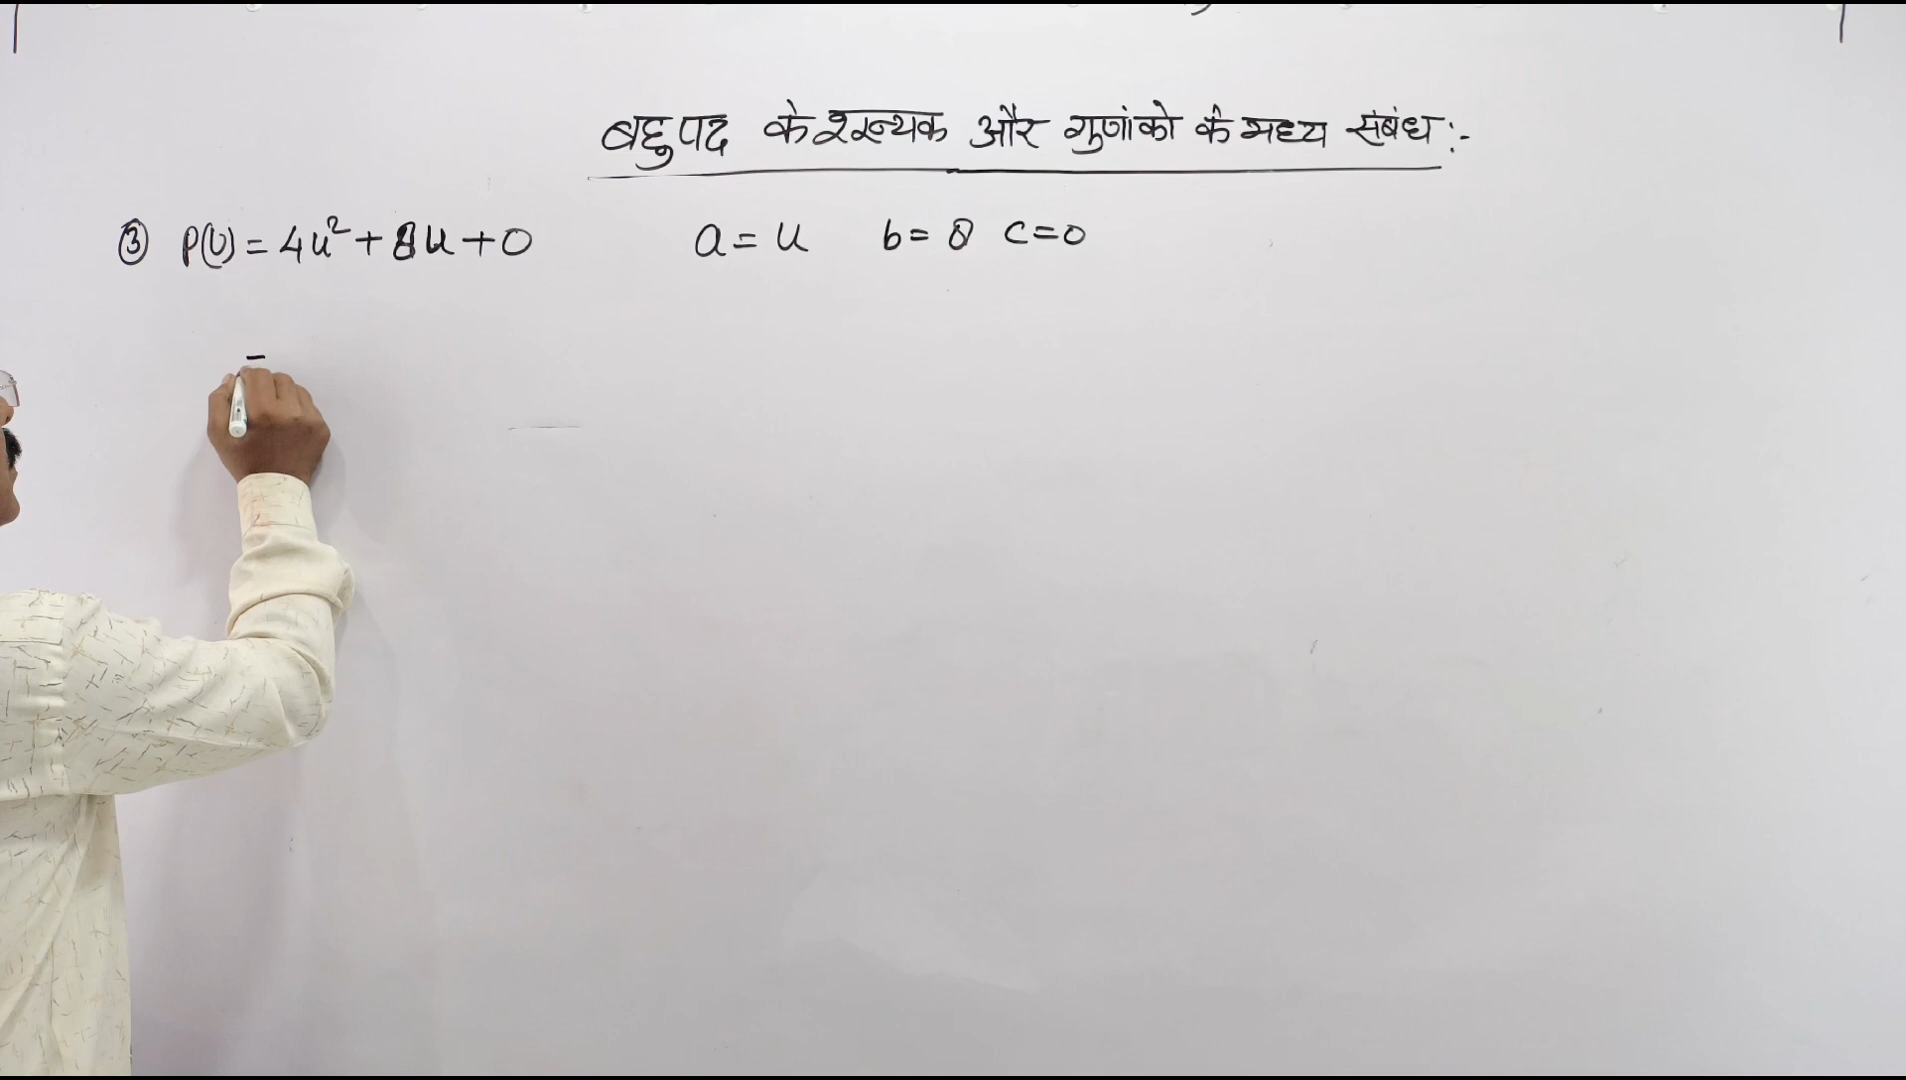 बहुपद के शून्यक और गुणांको के मध्य संबंध :-
③ P(U) = 4u² + 8u + 0 a = u b = 8 c = 0